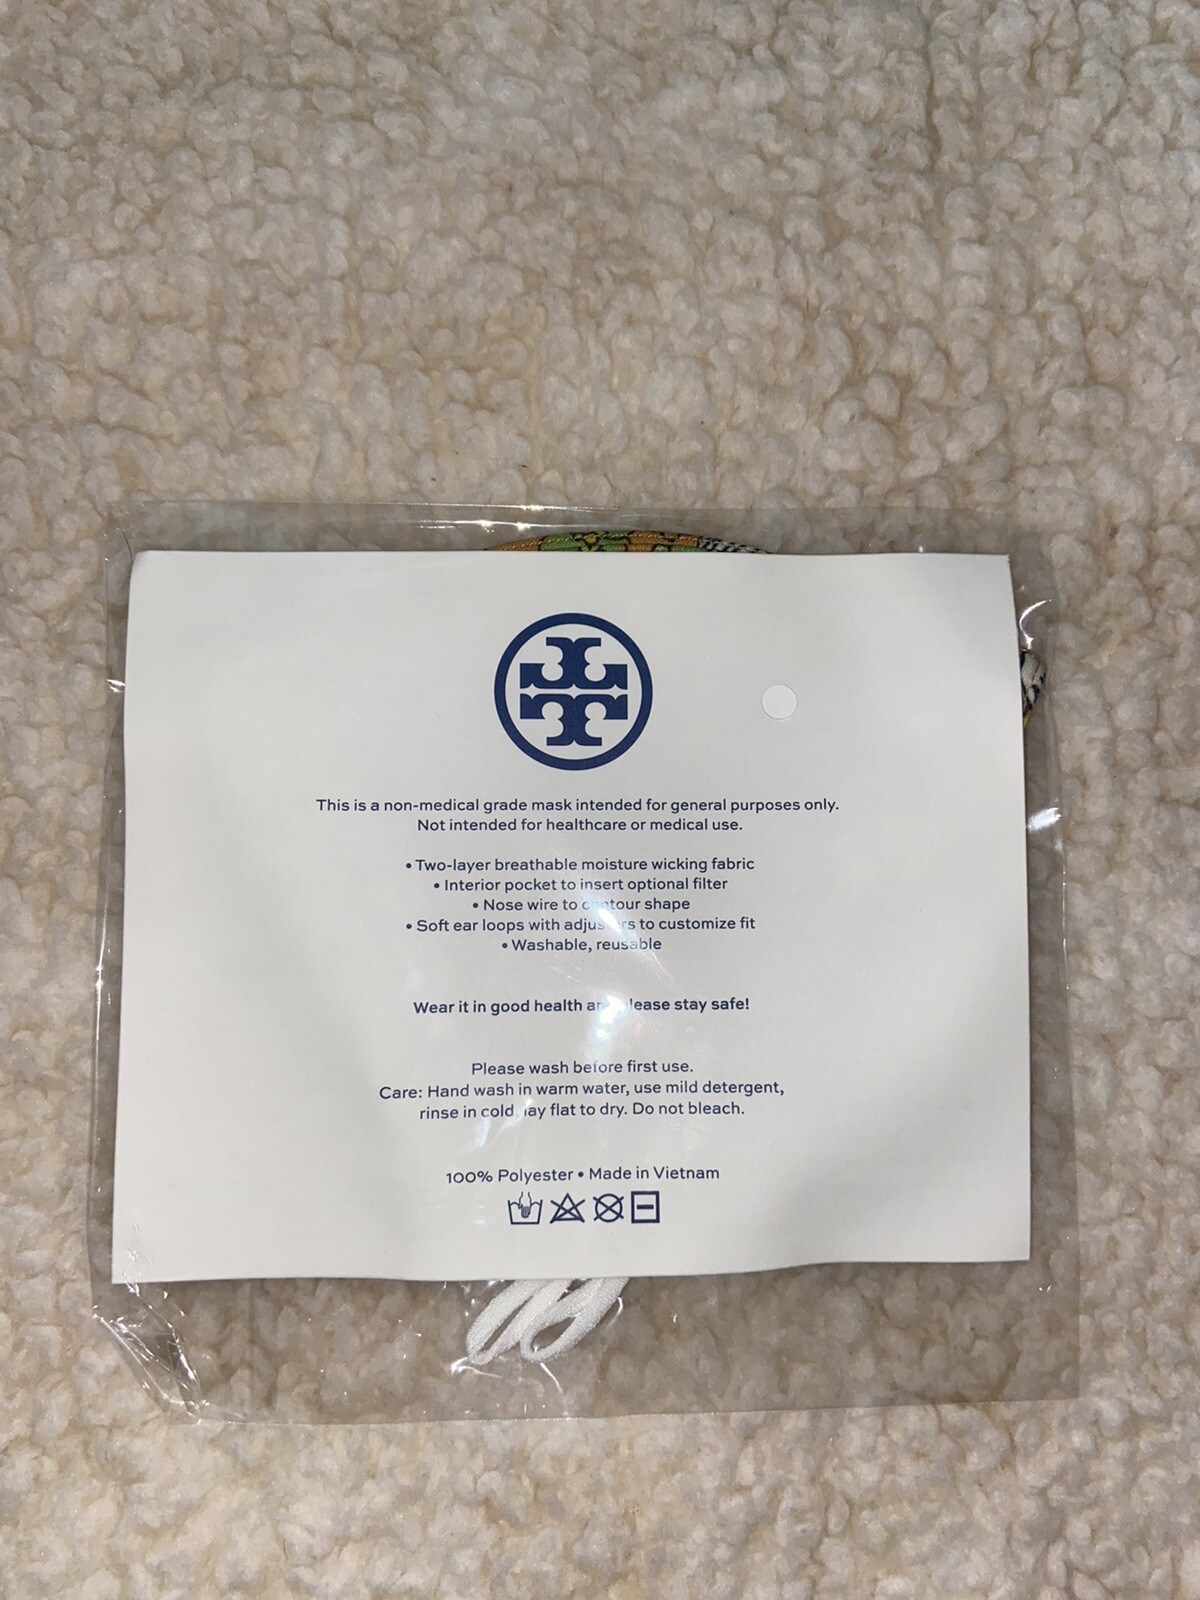 This is a non-medical grade mask intended for general purposes only.
Not intended for healthcare or medical use.
• Two-layer breathable moisture wicking fabric
• Interior pocket to insert optional filter
• Nose wire to contour shape
• Soft ear loops with to customize fit
• Washable, reusable
Wear it in good health please stay safe!
Please wash before first use.
Care: Hand wash in warm water, use mild detergent,
rinse in cold, lay flat to dry. Do not bleach.
100% Polyester • Made in Vietnam